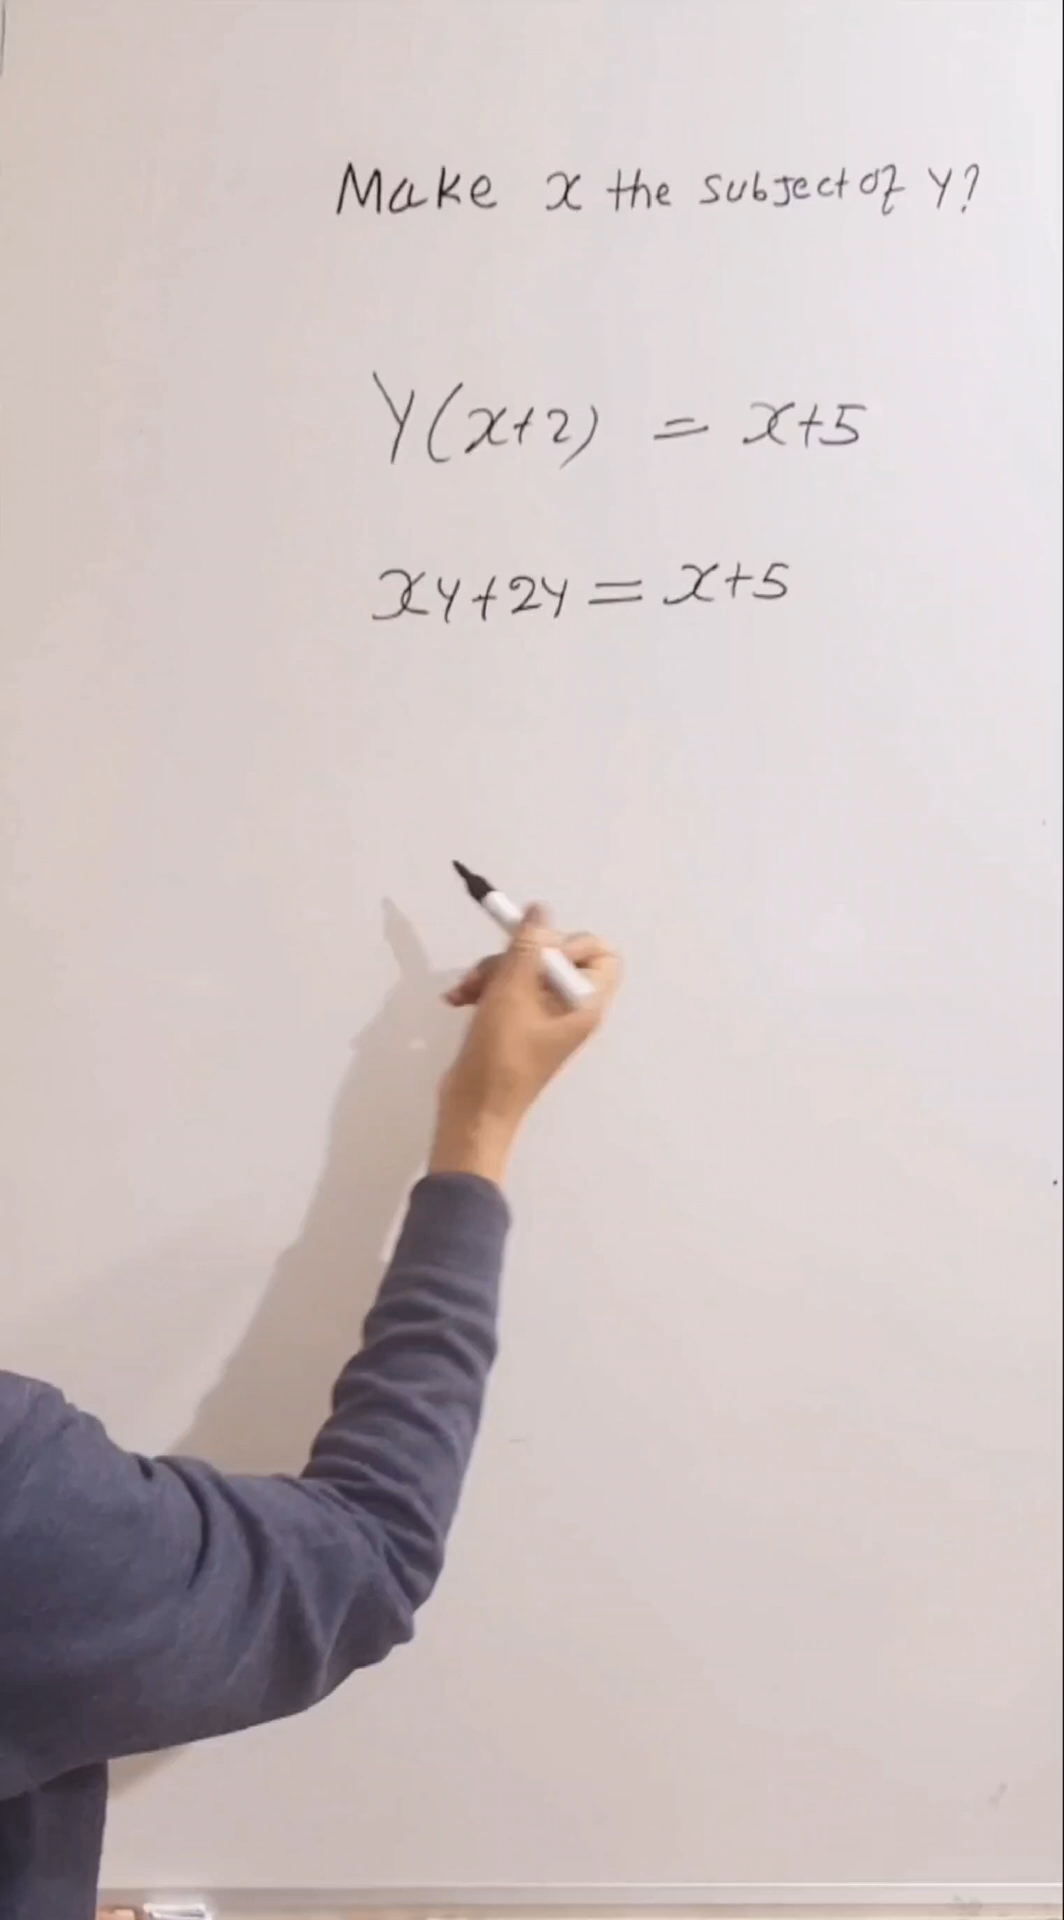 Make x the subject of Y?
Y(x+2) = x+5
xy+2y = x+5